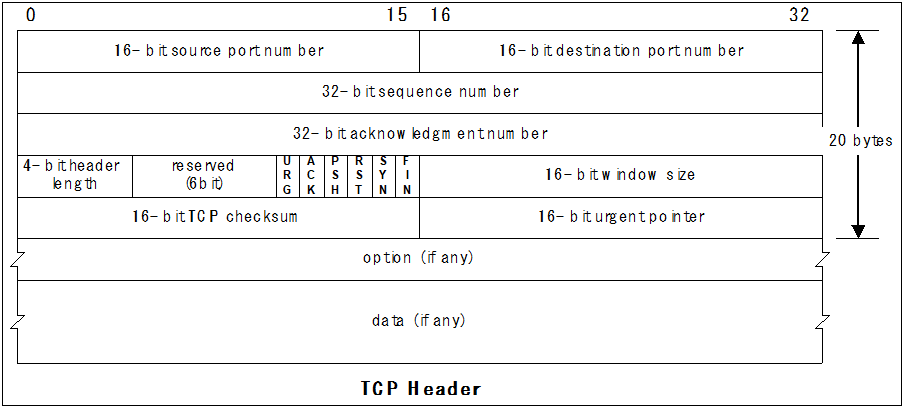 0 15 16 32
16-bit source port number 16-bit destination port number
32-bit sequence number
32-bit acknowledgment number
20 bytes
4-bit header length reserved (6bit) URG ACK PSH RST SYN FIN 16-bit window size
16-bit TCP checksum 16-bit urgent pointer
option (if any)
data (if any)
TCP Header